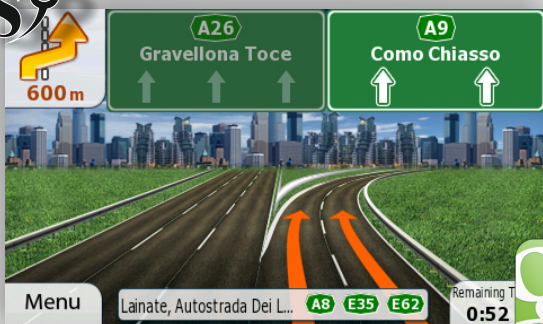 A26
Gravellona Toce
A9
Como Chiasso
600 m
Menu
Lainate, Autostrada Dei L... A8 E35 E62
Remaining T
0:52